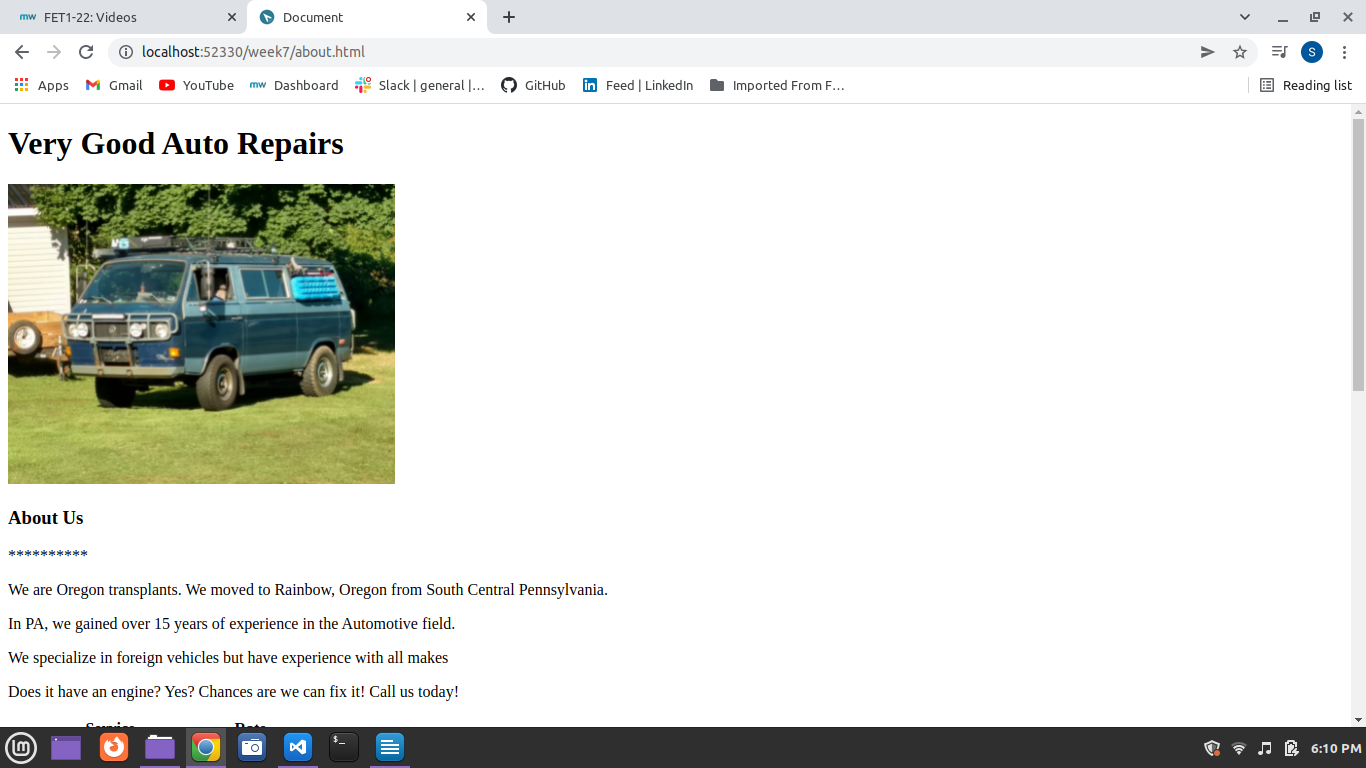 mw FET1-22: Videos
Document
localhost:52330/week7/about.html
S
Apps
Gmail
YouTube
mw Dashboard
Slack | general |...
GitHub
Feed | LinkedIn
Imported From F...
Reading list
Very Good Auto Repairs
About Us
**********
We are Oregon transplants. We moved to Rainbow, Oregon from South Central Pennsylvania.
In PA, we gained over 15 years of experience in the Automotive field.
We specialize in foreign vehicles but have experience with all makes
Does it have an engine? Yes? Chances are we can fix it! Call us today!
Service Rate
6:10 PM